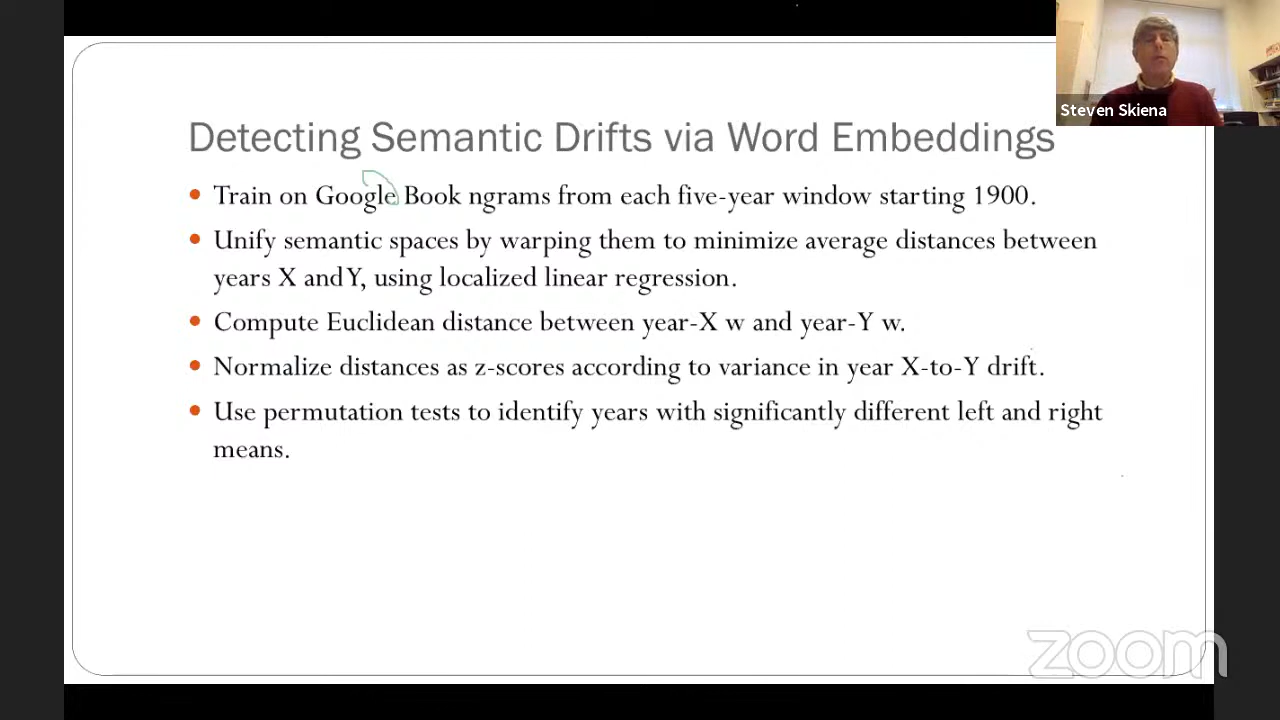 Steven Skiena
Detecting Semantic Drifts via Word Embeddings
Train on Google Book ngrams from each five-year window starting 1900.
Unify semantic spaces by warping them to minimize average distances between
years X and Y, using localized linear regression.
Compute Euclidean distance between year-X w and year-Y w.
Normalize distances as z-scores according to variance in year X-to-Y drift.
Use permutation tests to identify years with significantly different left and right
means.
zoom